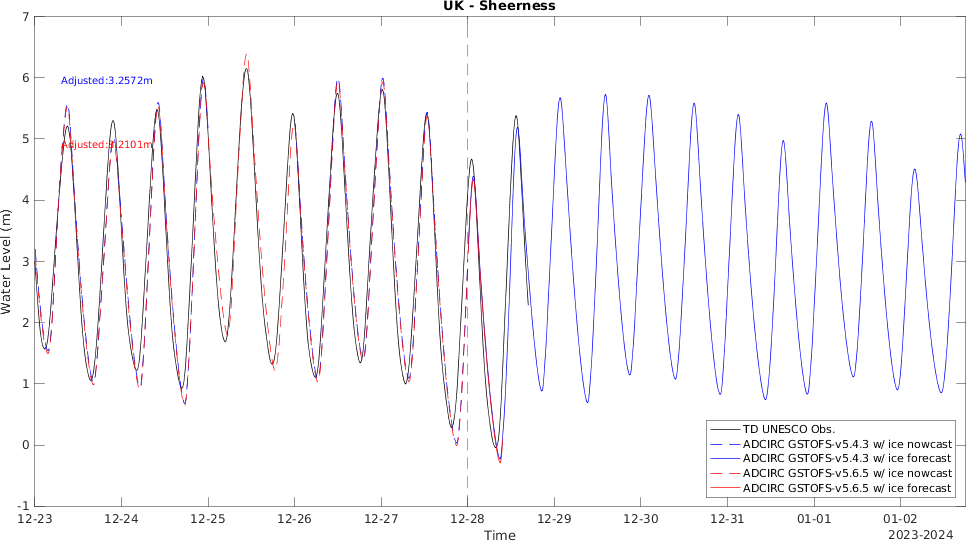 UK - Sheerness
7
6
5
4
3
2
1
0
-1
Water Level (m)
Adjusted:3.2572m
Adjusted:3.2101m
TD UNESCO Obs.
ADCIRC GSTOFS-v5.4.3 w/ ice nowcast
ADCIRC GSTOFS-v5.4.3 w/ ice forecast
ADCIRC GSTOFS-v5.6.5 w/ ice nowcast
ADCIRC GSTOFS-v5.6.5 w/ ice forecast
12-23 12-24 12-25 12-26 12-27 12-28 12-29 12-30 12-31 01-01 01-02
Time
2023-2024